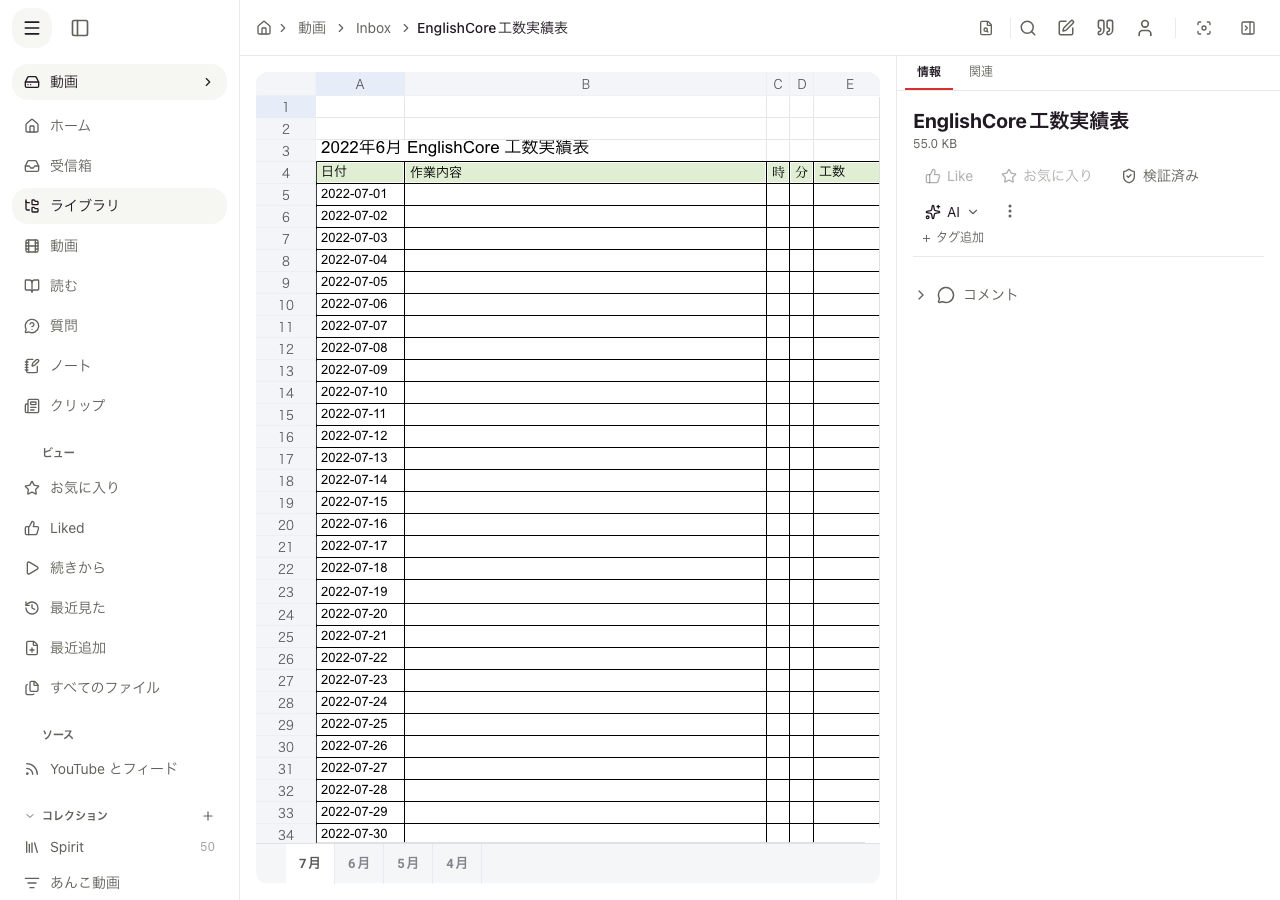 動画
Inbox
EnglishCore工数実績表
動画
ホーム
受信箱
ライブラリ
動画
読む
質問
ノート
クリップ
ビュー
お気に入り
Liked
続きから
最近見た
最近追加
すべてのファイル
ソース
YouTube とフィード
コレクション
Spirit 50
あんこ動画
A B C D E
1
2
3 2022年6月 EnglishCore 工数実績表
4 日付 作業内容 時 分 工数
5 2022-07-01
6 2022-07-02
7 2022-07-03
8 2022-07-04
9 2022-07-05
10 2022-07-06
11 2022-07-07
12 2022-07-08
13 2022-07-09
14 2022-07-10
15 2022-07-11
16 2022-07-12
17 2022-07-13
18 2022-07-14
19 2022-07-15
20 2022-07-16
21 2022-07-17
22 2022-07-18
23 2022-07-19
24 2022-07-20
25 2022-07-21
26 2022-07-22
27 2022-07-23
28 2022-07-24
29 2022-07-25
30 2022-07-26
31 2022-07-27
32 2022-07-28
33 2022-07-29
34 2022-07-30
7月 6月 5月 4月
情報 関連
EnglishCore工数実績表
55.0 KB
Like お気に入り 検証済み
AI
+ タグ追加
コメント